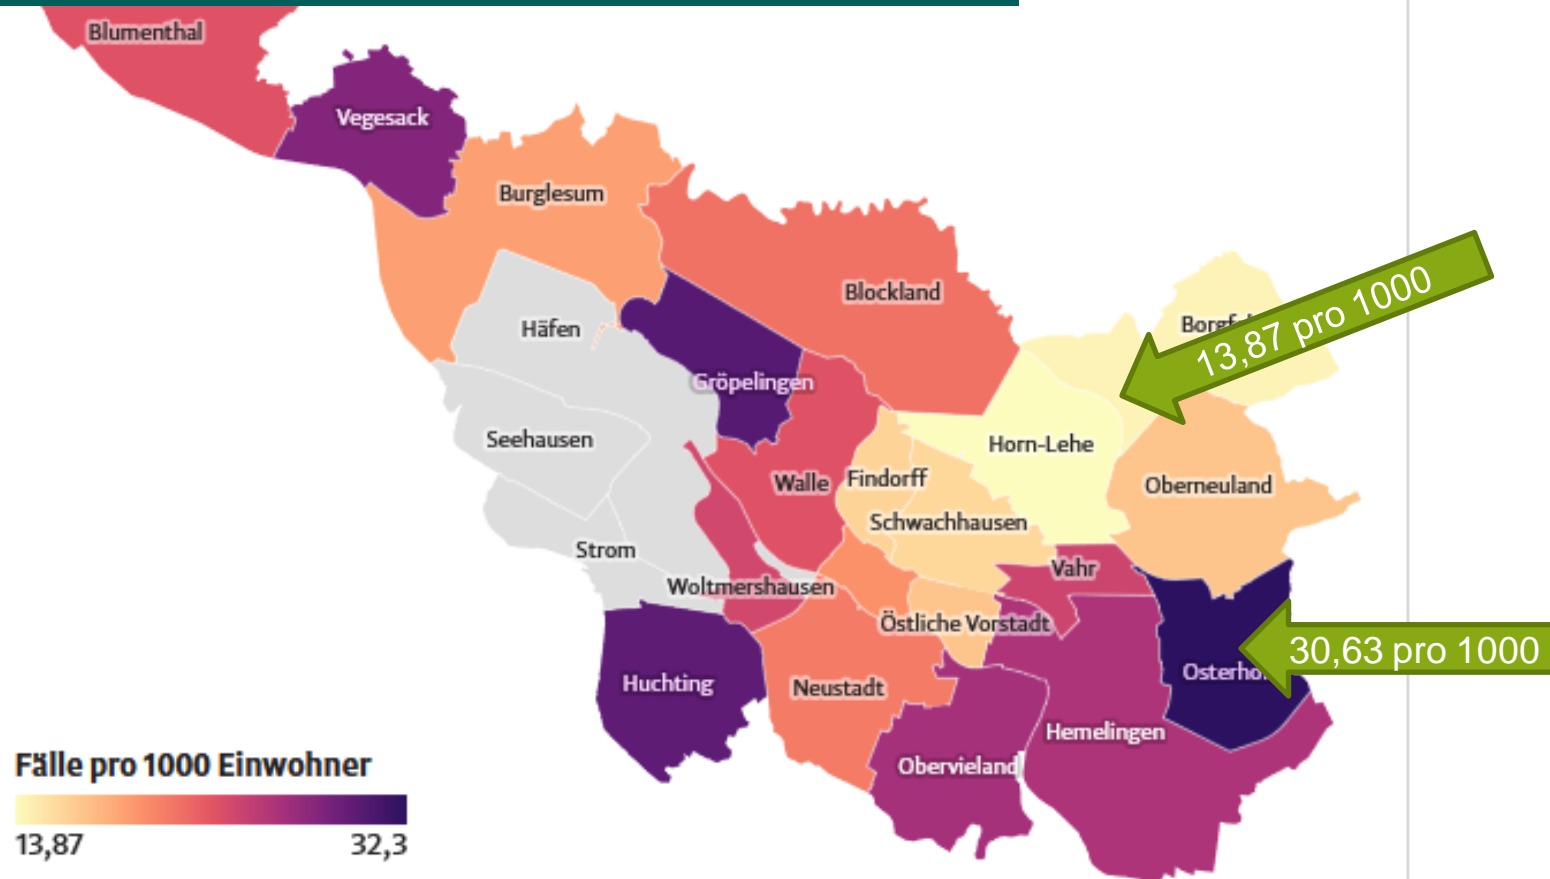 Blumenthal
Vegesack
Burglesum
Blockland
Häfen
13,87 pro 1000
Gröpelingen
Seehausen
Horn-Lehe
Walle
Findorff
Oberneuland
Schwachhausen
Strom
Vahr
Woltmershausen
Östliche Vorstadt
30,63 pro 1000
Huchting
Neustadt
Hemelingen
Obervieland
Fälle pro 1000 Einwohner
13,87
32,3